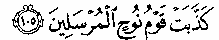 كَذَّبَتْ قَوْمُ نُوحٍ الْمُرْسَلِينَ ۝١٠٥